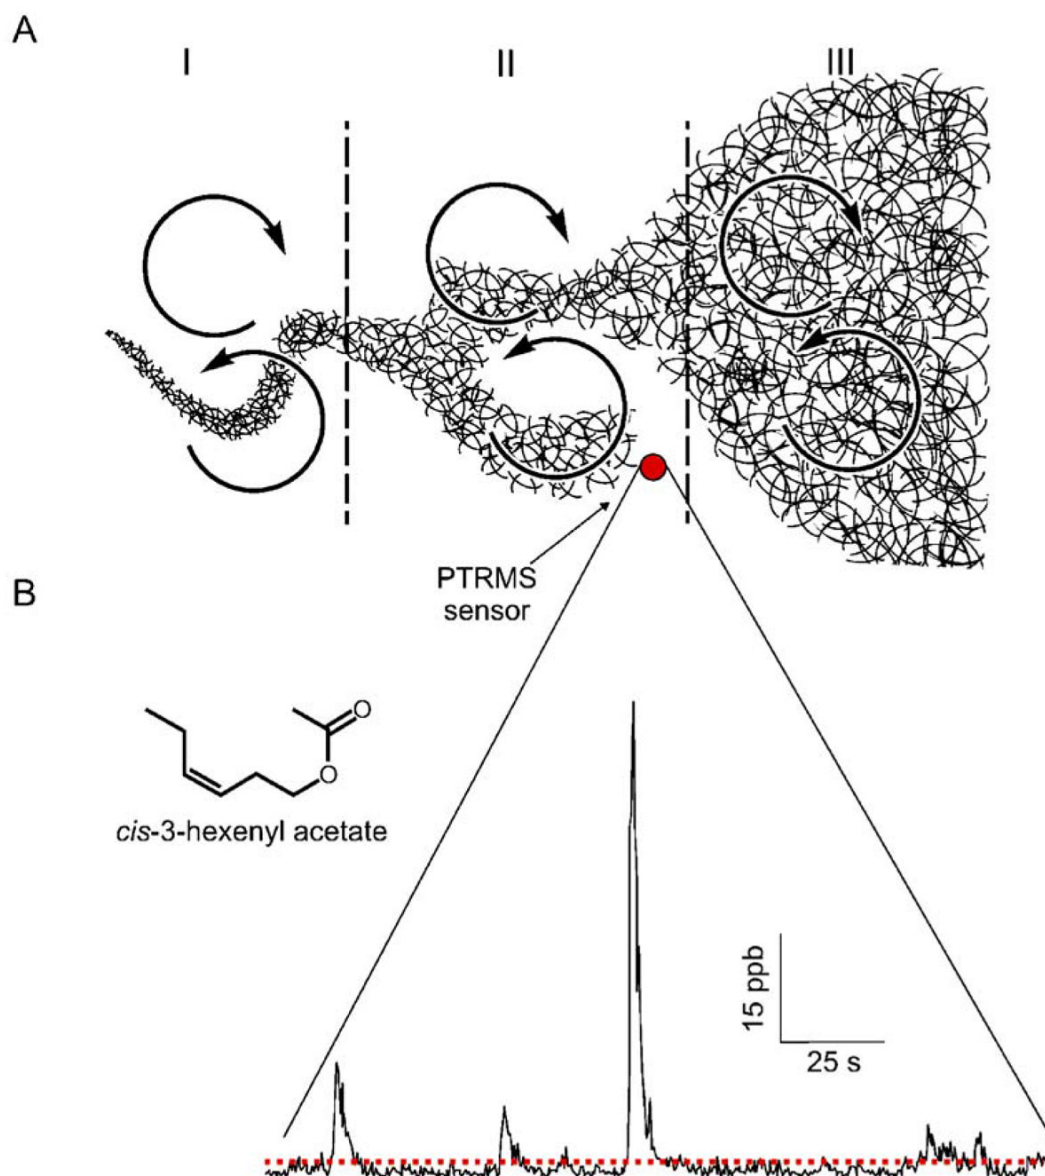 A
I II III
PTRMS
sensor
B
O
O
cis-3-hexenyl acetate
15 ppb
25 s